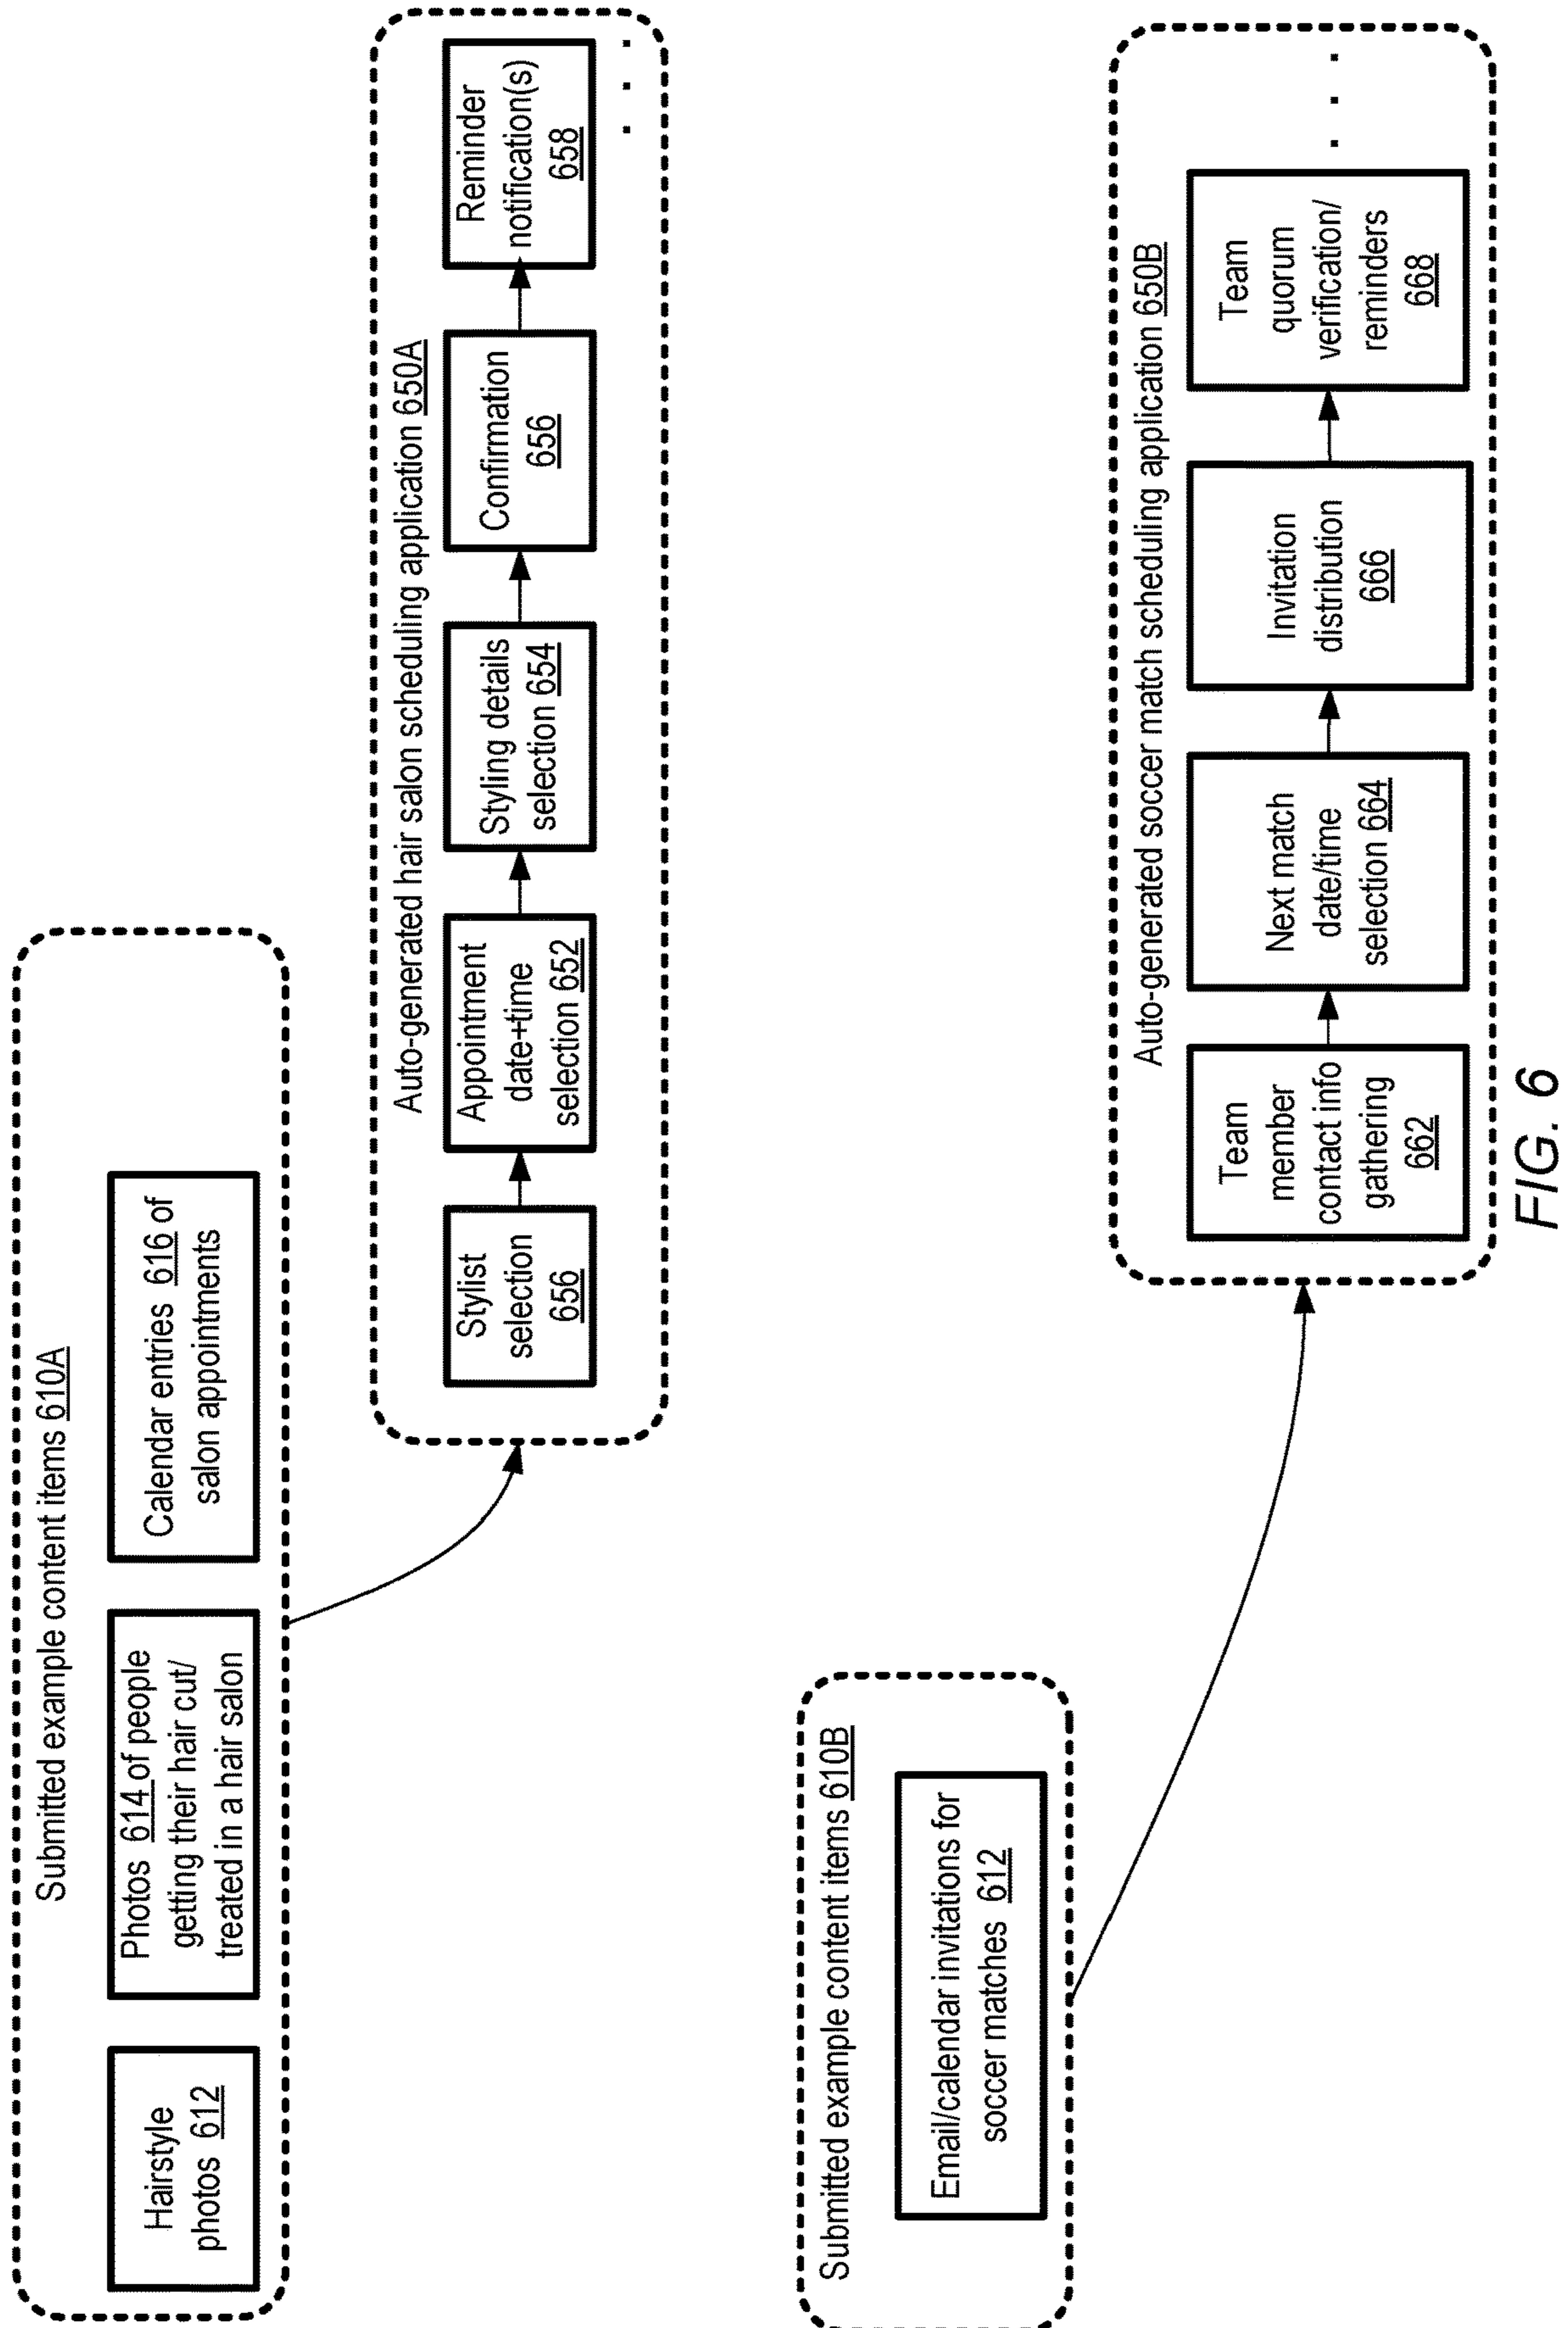 Submitted example content items 610A
Hairstyle
photos 612
Photos 614 of people
getting their hair cut/
treated in a hair salon
Calendar entries 616 of
salon appointments
Auto-generated hair salon scheduling application 650A
Stylist
selection
656
Appointment
date+time
selection 652
Styling details
selection 654
Confirmation
656
Reminder
notification(s)
658
. . .
Submitted example content items 610B
Email/calendar invitations for
soccer matches 612
Auto-generated soccer match scheduling application 650B
Team
member
contact info
gathering
662
Next match
date/time
selection 664
Invitation
distribution
666
Team
quorum
verification/
reminders
668
. . .
FIG. 6